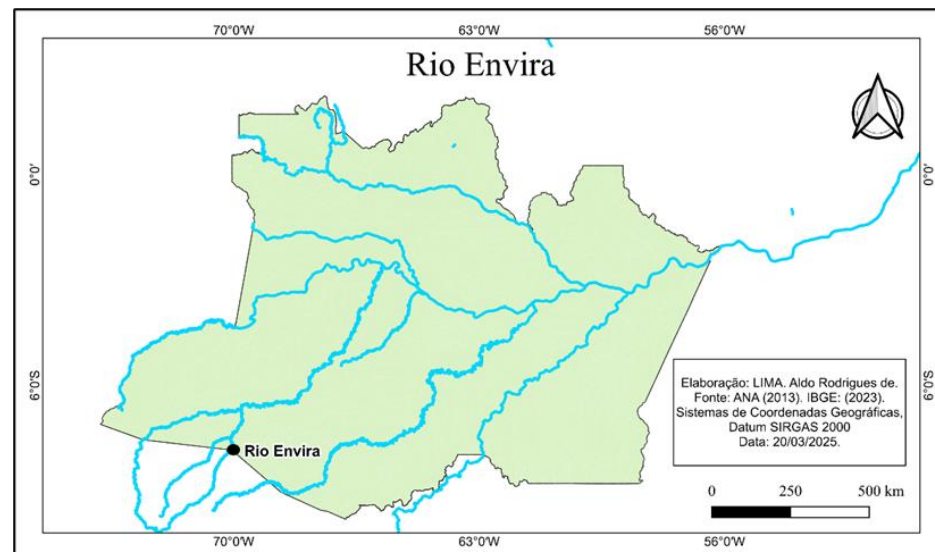 70°0'W 63°0'W 56°0'W
Rio Envira
0°0' 0°0'
6°0'S 6°0'S
Elaboração: LIMA. Aldo Rodrigues de.
Fonte: ANA (2013). IBGE: (2023).
Sistemas de Coordenadas Geográficas,
Datum SIRGAS 2000
Data: 20/03/2025.
Rio Envira
0 250 500 km
70°0'W 63°0'W 56°0'W